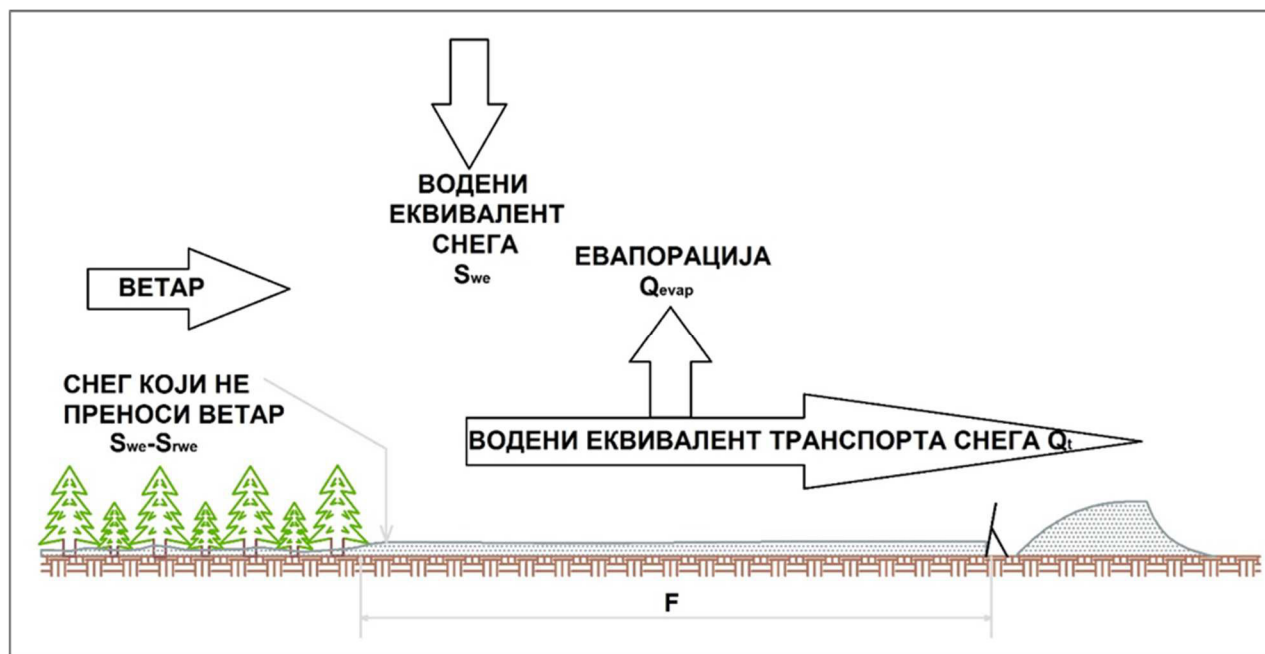 ВОДЕНИ
ЕКВИВАЛЕНТ
СНЕГА
Swe
ЕВАПОРАЦИЈА
Qevap
ВЕТАР
СНЕГ КОЈИ НЕ
ПРЕНОСИ ВЕТАР
Swe-Srwe
ВОДЕНИ ЕКВИВАЛЕНТ ТРАНСПОРТА СНЕГА Qt
F